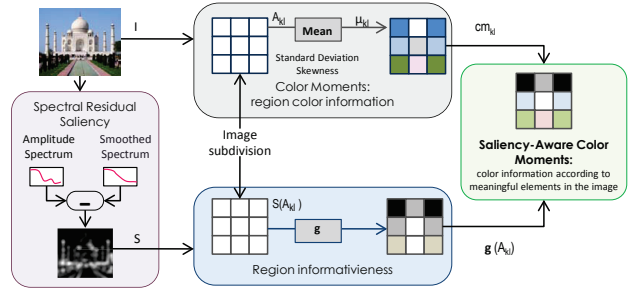 I
A_kl
Mean
μ_kl
cm_kl
Standard Deviation
Skewness
Color Moments:
region color information
Spectral Residual
Saliency
Amplitude
Spectrum
Smoothed
Spectrum
–
S
Image
subdivision
S(A_kl)
g
Region informativieness
g (A_kl)
Saliency-Aware Color
Moments:
color information according to
meaningful elements in the image